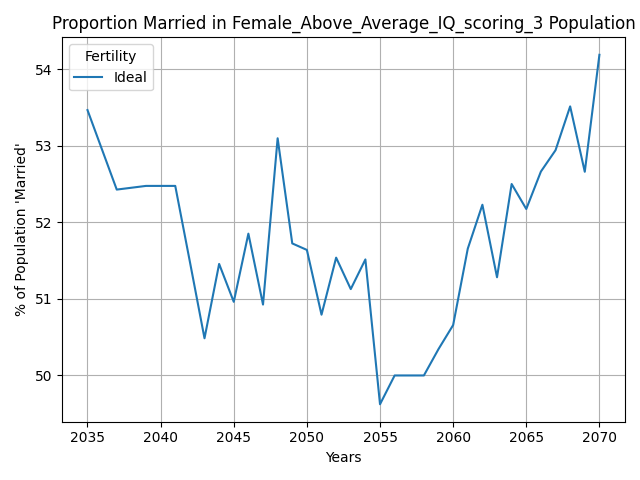 Proportion Married in Female_Above_Average_IQ_scoring_3 Population
Fertility
Ideal
% of Population 'Married'
54
53
52
51
50
2035 2040 2045 2050 2055 2060 2065 2070
Years